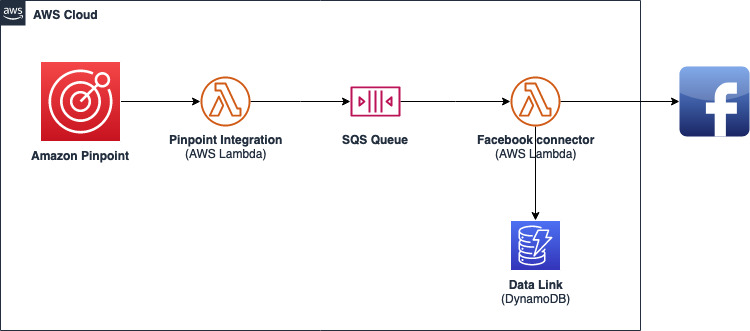 aws
AWS Cloud
Amazon Pinpoint
Pinpoint Integration
(AWS Lambda)
SQS Queue
Facebook connector
(AWS Lambda)
f
Data Link
(DynamoDB)